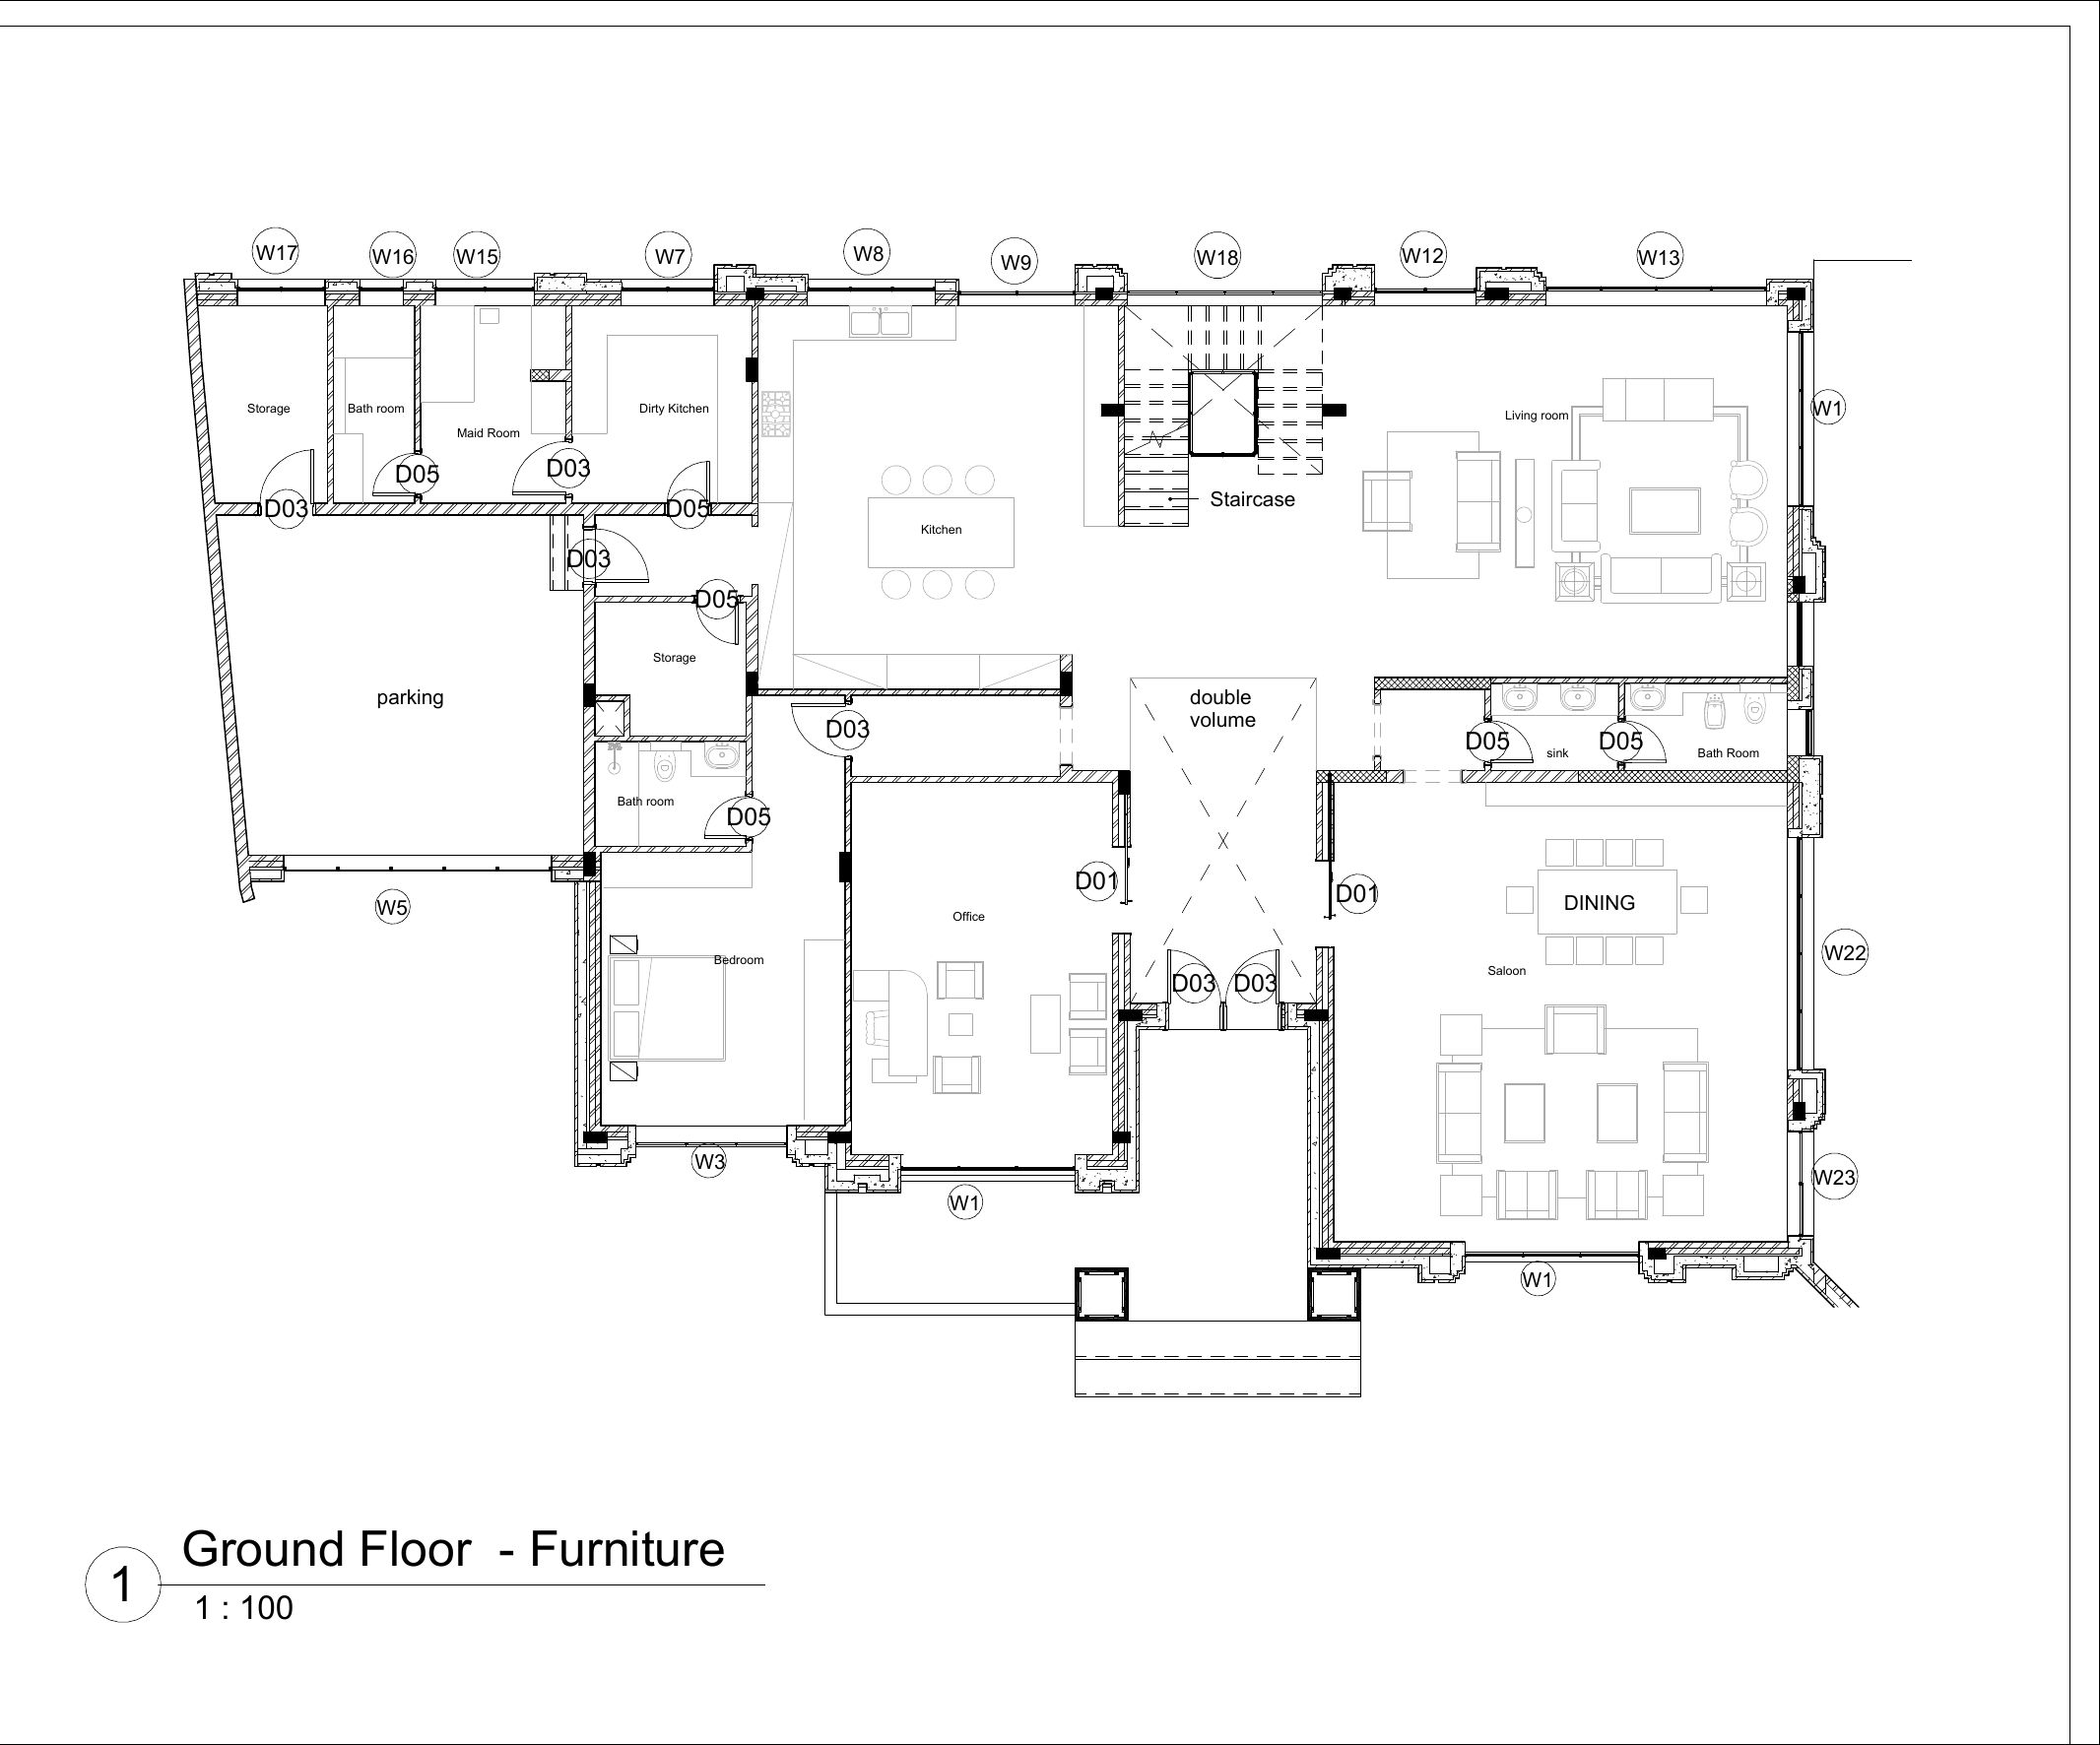 W17
W16
W15
W7
W8
W9
W18
W12
W13
Storage
Bath room
Maid Room
Dirty Kitchen
Living room
W1
D05
D03
D03
D05
Staircase
Kitchen
D03
D05
Storage
parking
double
volume
D03
D05
D05
sink
Bath Room
Bath room
D05
W5
D01
D01
DINING
Office
Bedroom
Saloon
W22
D03
D03
W3
W1
W23
W1
Ground Floor - Furniture
1
1 : 100